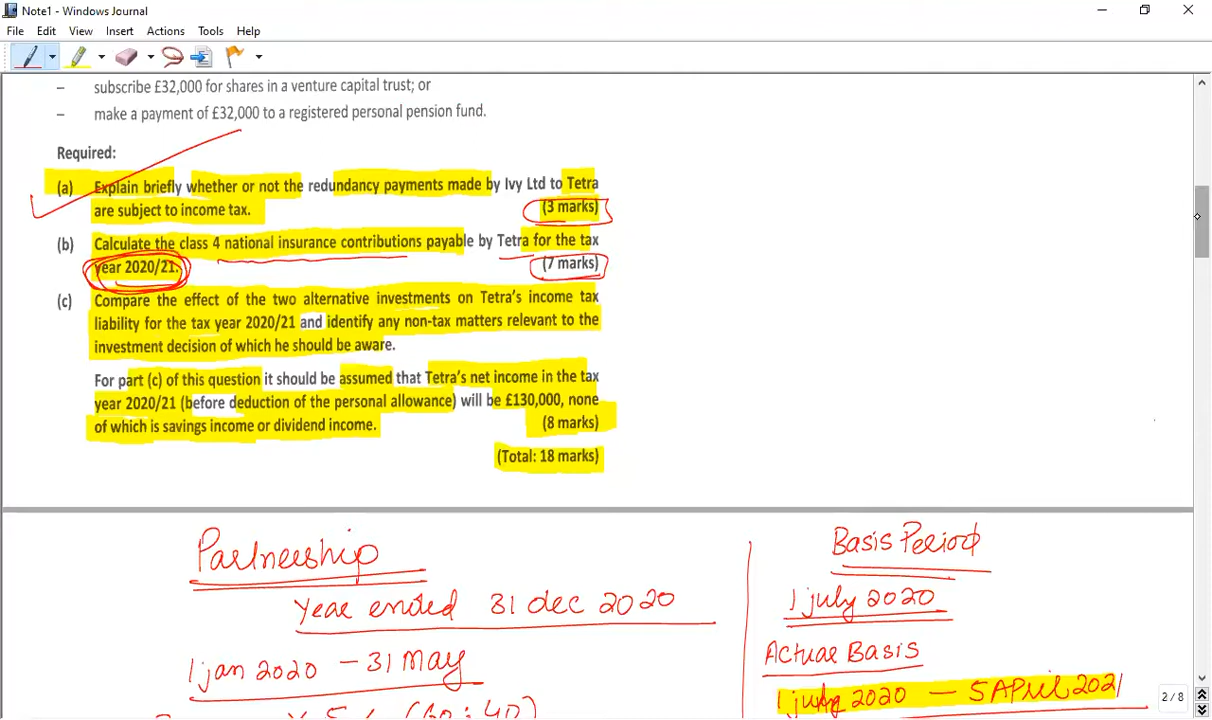 Note1 - Windows Journal
File Edit View Insert Actions Tools Help
– subscribe £32,000 for shares in a venture capital trust; or
– make a payment of £32,000 to a registered personal pension fund.
Required:
(a) Explain briefly whether or not the redundancy payments made by Ivy Ltd to Tetra
are subject to income tax. (3 marks)
(b) Calculate the class 4 national insurance contributions payable by Tetra for the tax
year 2020/21. (7 marks)
(c) Compare the effect of the two alternative investments on Tetra's income tax
liability for the tax year 2020/21 and identify any non-tax matters relevant to the
investment decision of which he should be aware.
For part (c) of this question it should be assumed that Tetra's net income in the tax
year 2020/21 (before deduction of the personal allowance) will be £130,000, none
of which is savings income or dividend income. (8 marks)
(Total: 18 marks)
Partnership
Year ended 31 dec 2020
1 jan 2020 – 31 May
Basis Period
1 july 2020
Actual Basis
1 july 2020 – 5 April 2021
2 / 8